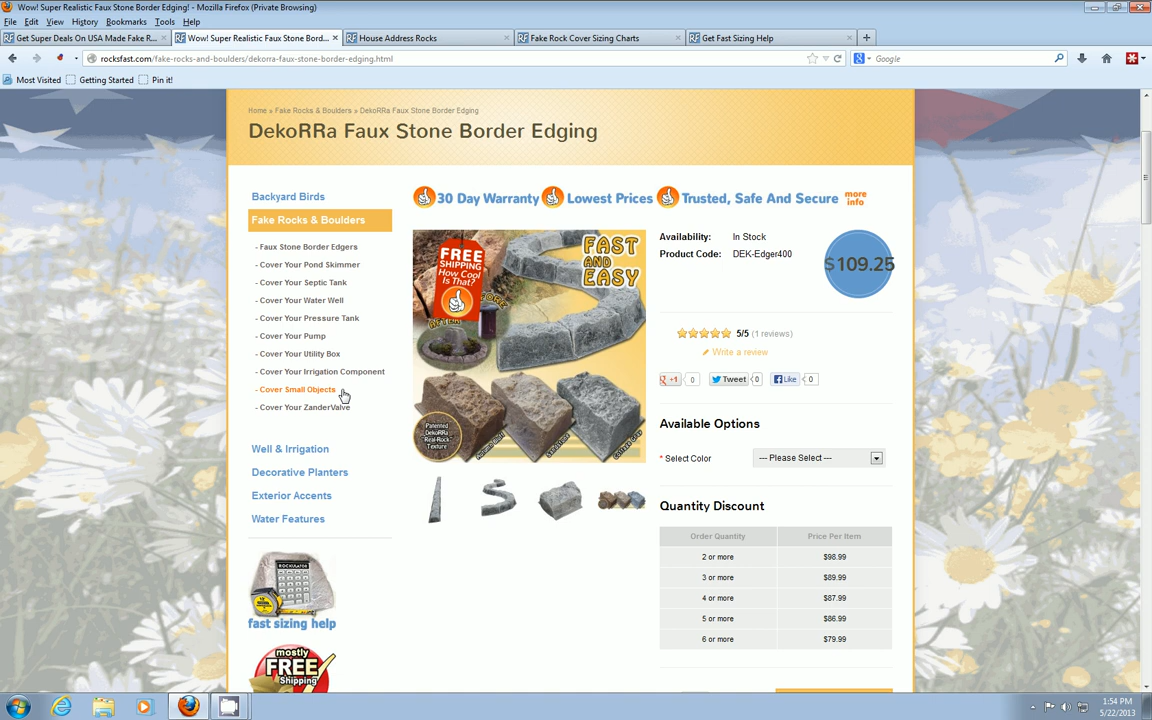 Wow! Super Realistic Faux Stone Border Edging! - Mozilla Firefox (Private Browsing)
File Edit View History Bookmarks Tools Help
Get Super Deals On USA Made Fake R...
Wow! Super Realistic Faux Stone Bord...
House Address Rocks
Fake Rock Cover Sizing Charts
Get Fast Sizing Help
rocksfast.com/fake-rocks-and-boulders/dekorra-faux-stone-border-edging.html
Google
Most Visited Getting Started Pin it!
Home » Fake Rocks & Boulders » DekoRRa Faux Stone Border Edging
DekoRRa Faux Stone Border Edging
Backyard Birds
Fake Rocks & Boulders
- Faux Stone Border Edgers
- Cover Your Pond Skimmer
- Cover Your Septic Tank
- Cover Your Water Well
- Cover Your Pressure Tank
- Cover Your Pump
- Cover Your Utility Box
- Cover Your Irrigation Component
- Cover Small Objects
- Cover Your ZanderValve
Well & Irrigation
Decorative Planters
Exterior Accents
Water Features
ROCKULATOR
fast sizing help
mostly
FREE
Shipping
30 Day Warranty Lowest Prices Trusted, Safe And Secure more info
FREE
SHIPPING
How Cool
Is That?
FAST
AND
EASY
AFTER
Patented
DekoRRa
"Real-Rock"
Texture
Availability: In Stock
Product Code: DEK-Edger400
$109.25
5/5 (1 reviews)
Write a review
+1 0 Tweet 0 Like 0
Available Options
* Select Color --- Please Select ---
Quantity Discount
Order Quantity Price Per Item
2 or more $98.99
3 or more $89.99
4 or more $87.99
5 or more $86.99
6 or more $79.99
1:54 PM
5/22/2013